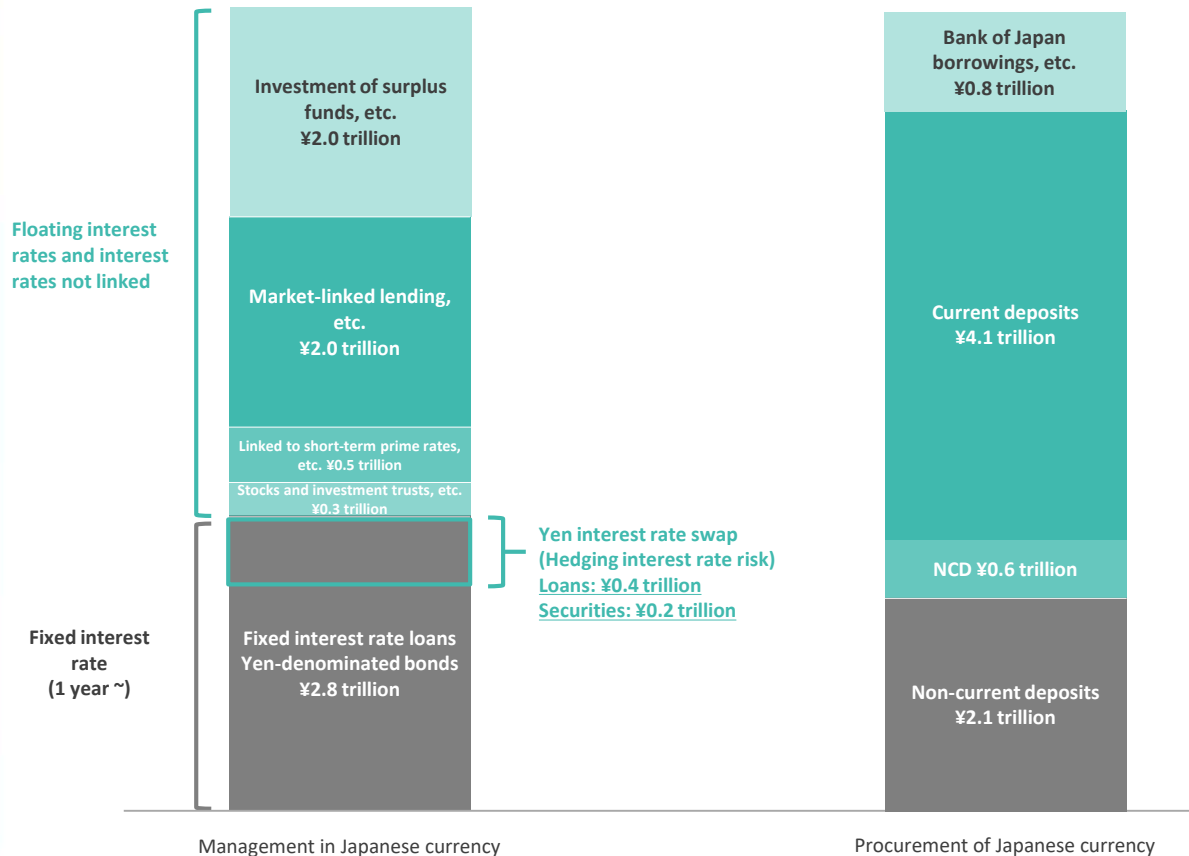 Investment of surplus
funds, etc.
¥2.0 trillion
Floating interest
rates and interest
rates not linked
Market-linked lending,
etc.
¥2.0 trillion
Linked to short-term prime rates,
etc. ¥0.5 trillion
Stocks and investment trusts, etc.
¥0.3 trillion
Yen interest rate swap
(Hedging interest rate risk)
Loans: ¥0.4 trillion
Securities: ¥0.2 trillion
Fixed interest
rate
(1 year ~)
Fixed interest rate loans
Yen-denominated bonds
¥2.8 trillion
Management in Japanese currency
Bank of Japan
borrowings, etc.
¥0.8 trillion
Current deposits
¥4.1 trillion
NCD ¥0.6 trillion
Non-current deposits
¥2.1 trillion
Procurement of Japanese currency